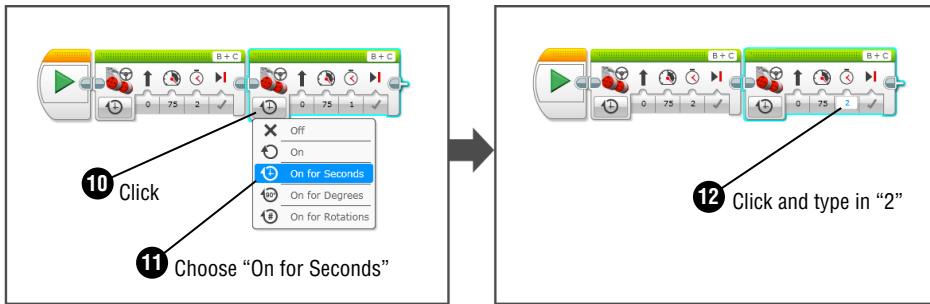 B + C B + C
0 75 2 0 75 1
Off
On
On for Seconds
90° On for Degrees
# On for Rotations
10 Click
11 Choose “On for Seconds”
B + C B + C
0 75 2 0 75 2
12 Click and type in “2”